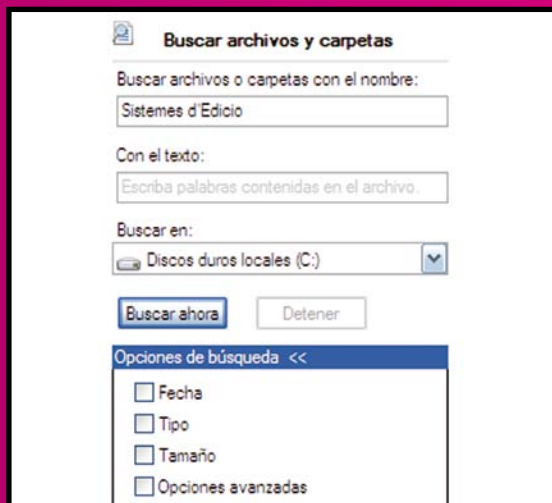 Buscar archivos y carpetas
Buscar archivos o carpetas con el nombre:
Sistemes d'Edicio
Con el texto:
Escriba palabras contenidas en el archivo.
Buscar en:
Discos duros locales (C:)
Buscar ahora Detener
Opciones de búsqueda <<
Fecha
Tipo
Tamaño
Opciones avanzadas